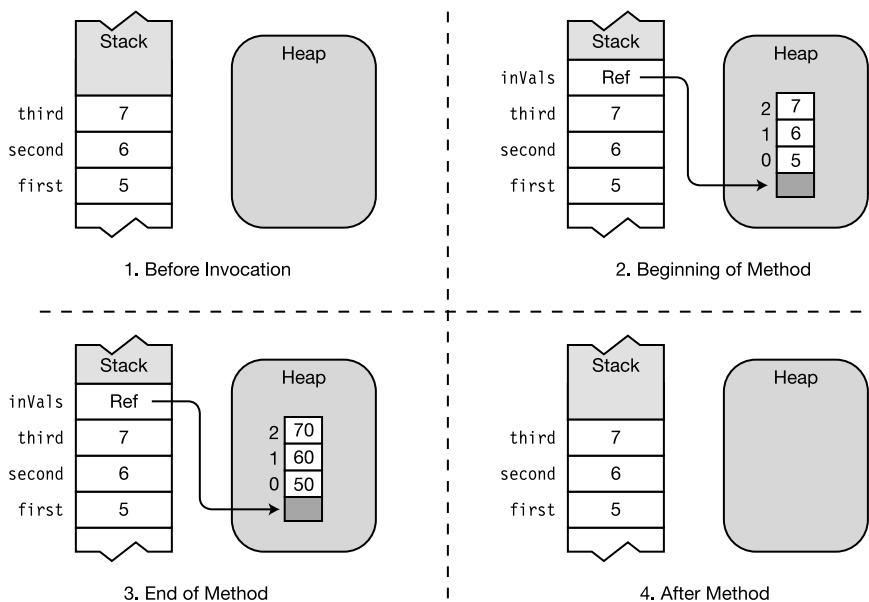 Stack
Heap
third 7
second 6
first 5
1. Before Invocation
Stack
Heap
inVals Ref
third 7
second 6
first 5
2 7
1 6
0 5
2. Beginning of Method
Stack
Heap
inVals Ref
third 7
second 6
first 5
2 70
1 60
0 50
3. End of Method
Stack
Heap
third 7
second 6
first 5
4. After Method